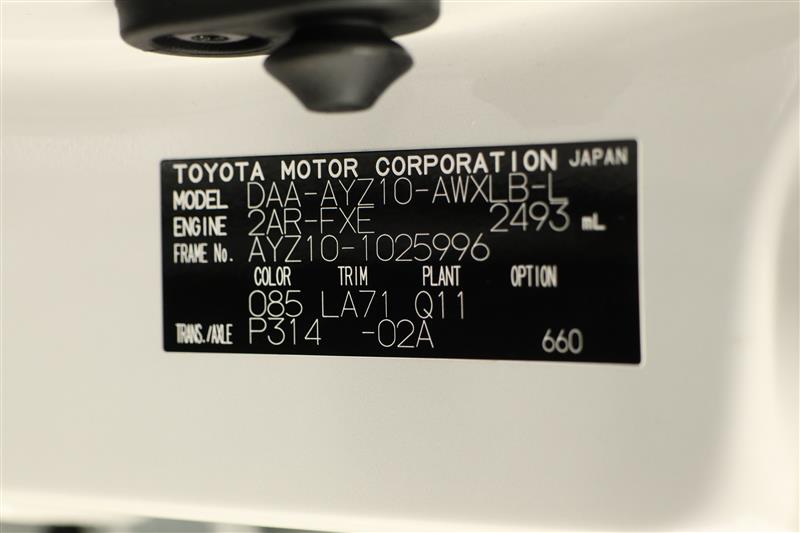 TOYOTA MOTOR CORPORATION JAPAN
MODEL DAA-AYZ10-AWXLB-L
ENGINE 2AR-FXE 2493 mL
FRAME No. AYZ10-1025996
COLOR TRIM PLANT OPTION
085 LA71 Q11
TRANS./AXLE P314 -02A 660